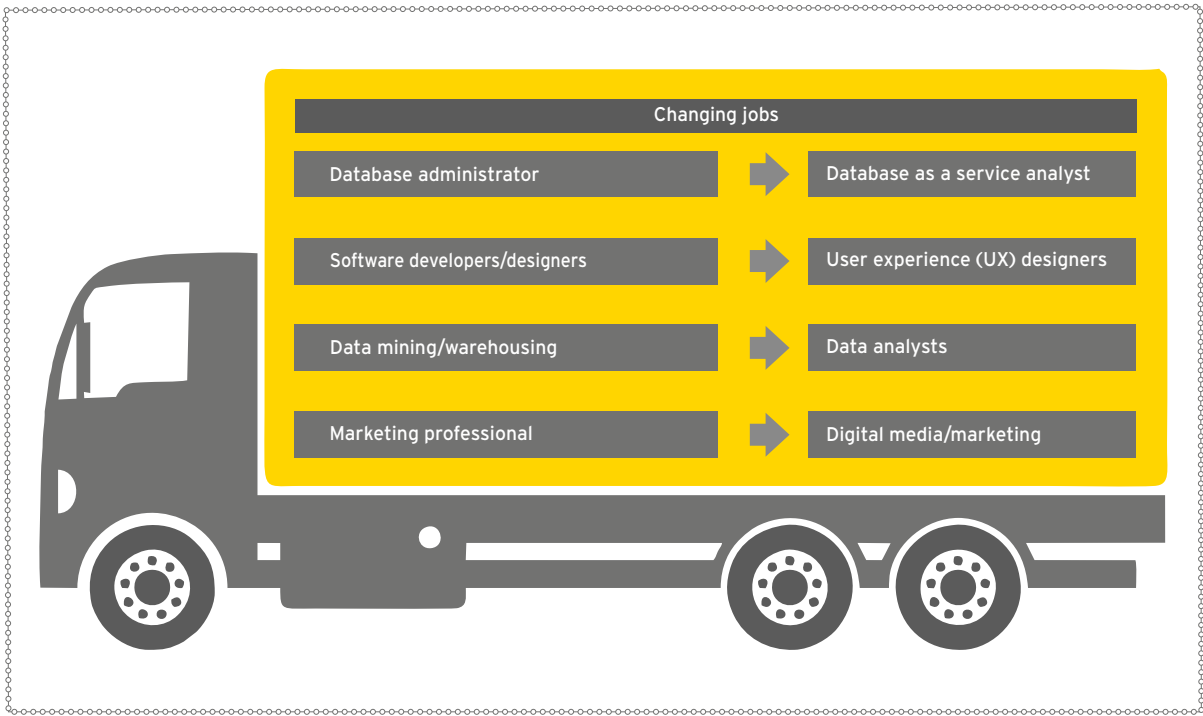 Changing jobs
Database administrator
Database as a service analyst
Software developers/designers
User experience (UX) designers
Data mining/warehousing
Data analysts
Marketing professional
Digital media/marketing